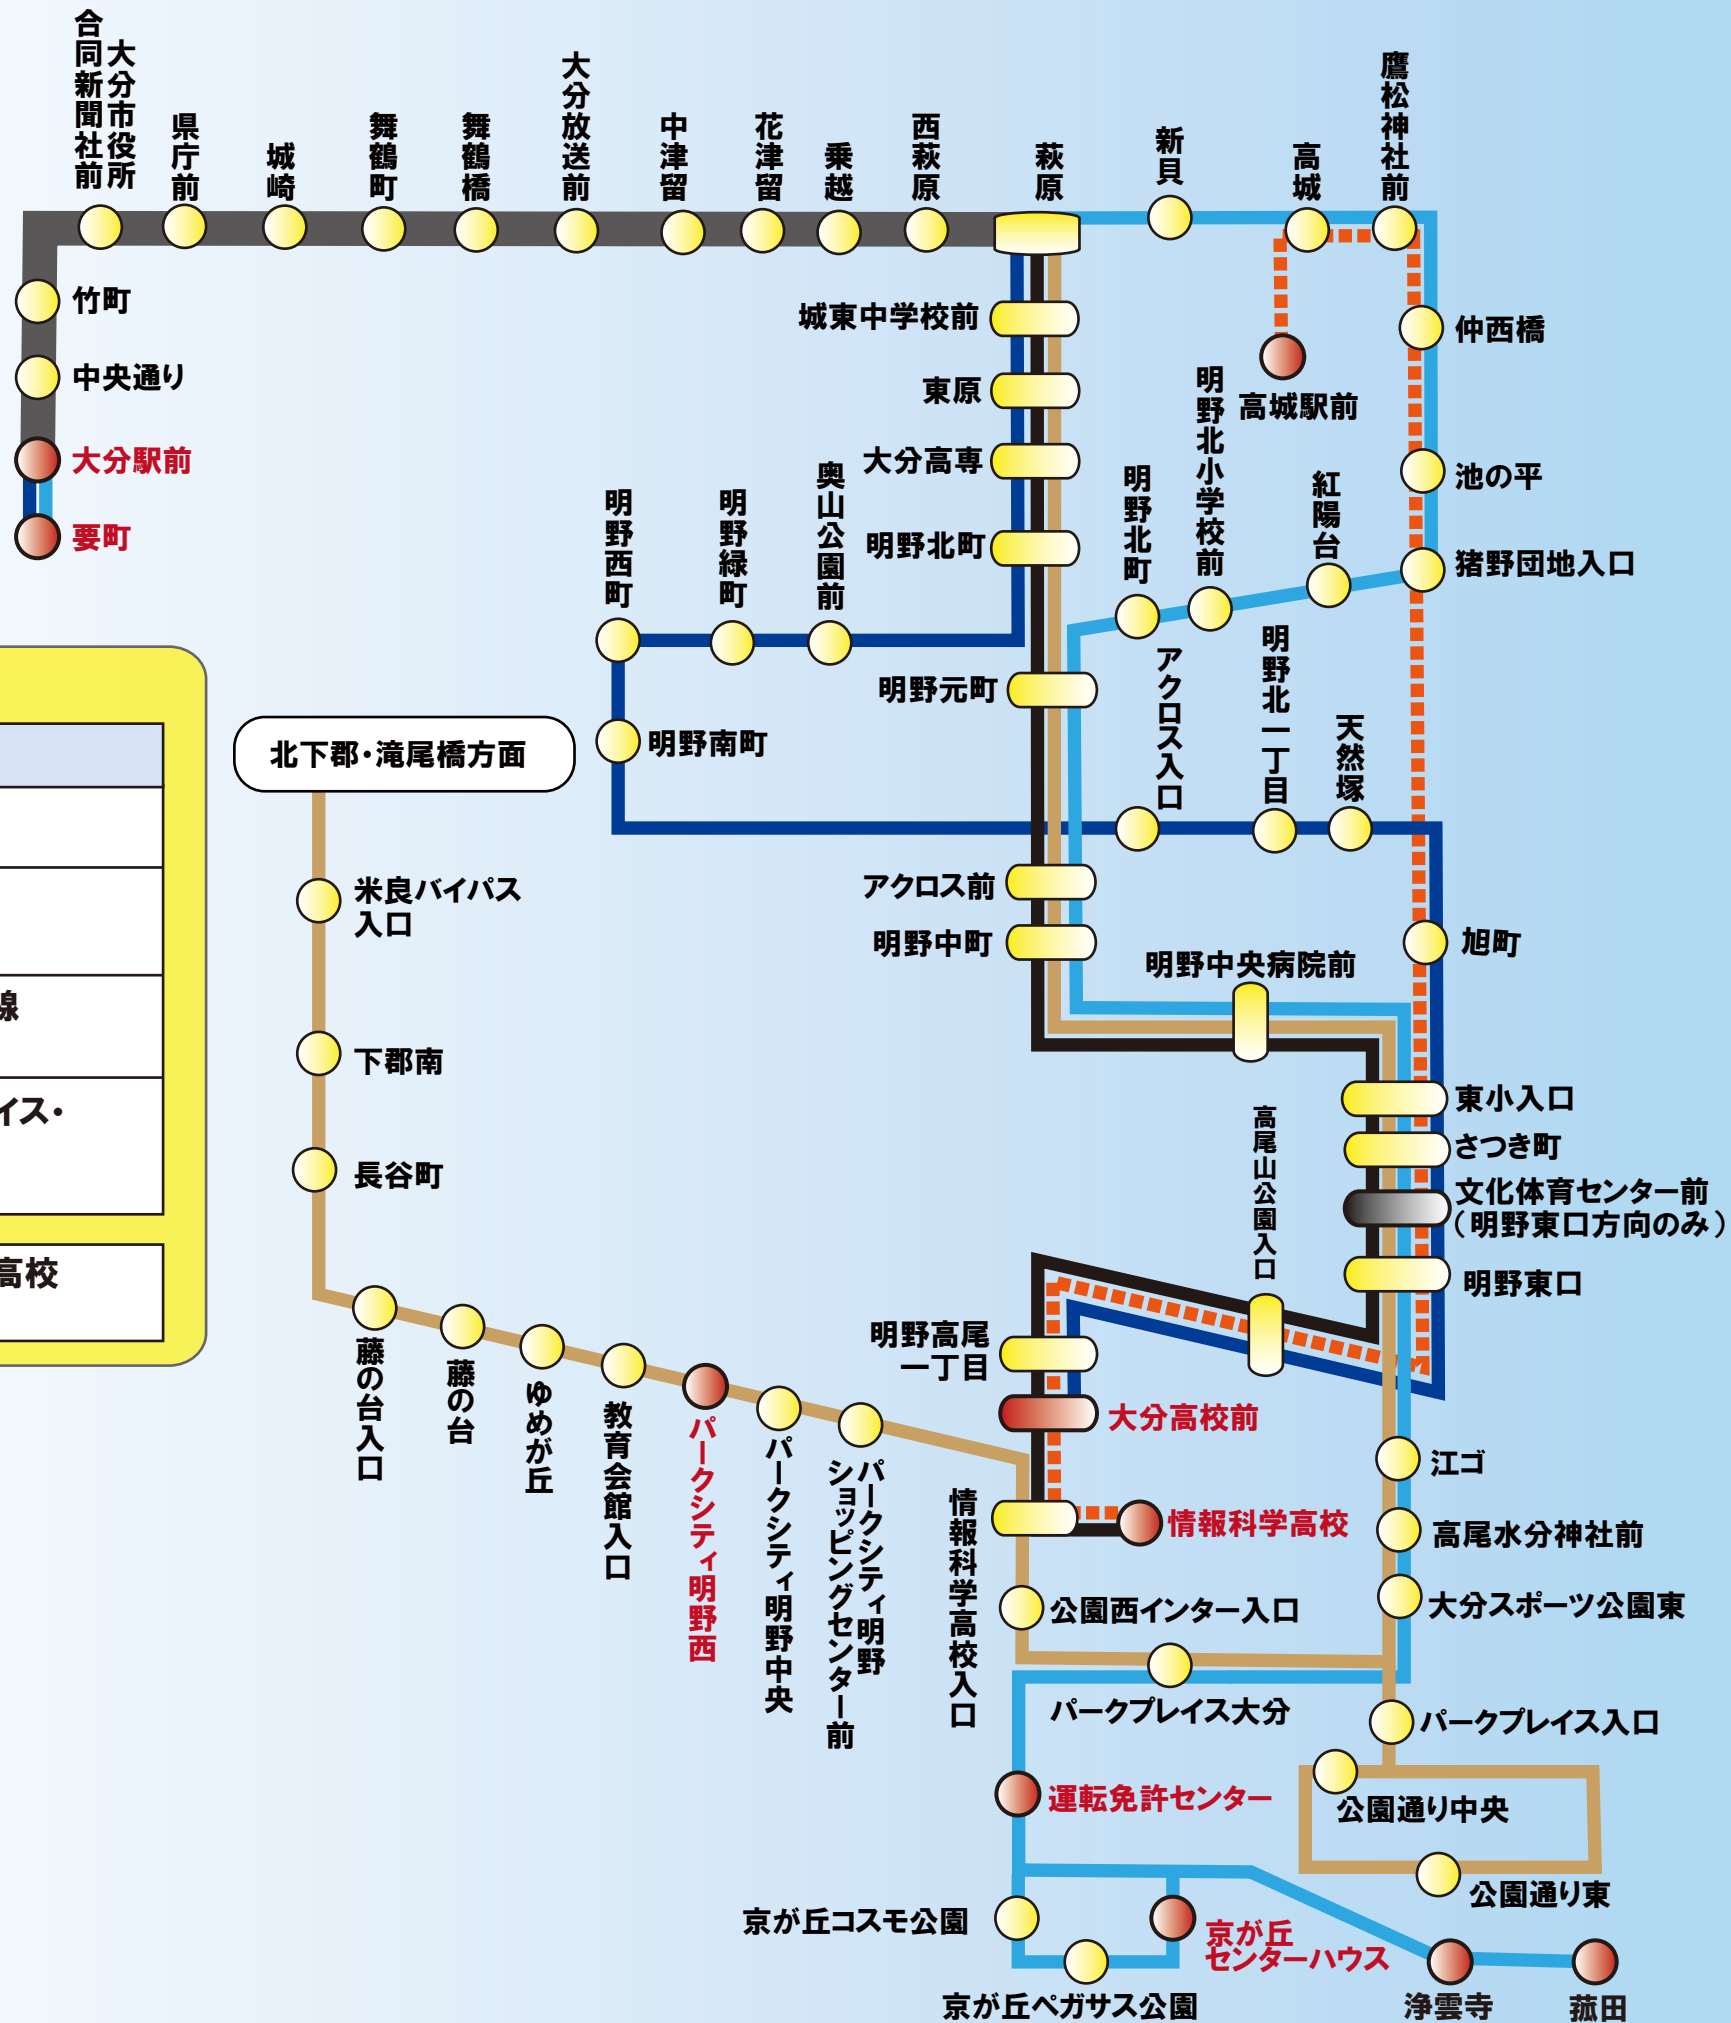 大分市役所
合同新聞社前
県庁前
城崎
舞鶴町
舞鶴橋
大分放送前
中津留
花津留
乗越
西萩原
萩原
新貝
高城
鷹松神社前
竹町
中央通り
大分駅前
要町
城東中学校前
東原
大分高専
明野北町
仲西橋
高城駅前
池の平
猪野団地入口
紅陽台
明野北小学校前
明野北町
奥山公園前
明野緑町
明野西町
明野南町
明野元町
アクロス入口
明野北一丁目
天然塚
北下郡・滝尾橋方面
米良バイパス
入口
下郡南
長谷町
アクロス前
明野中町
旭町
明野中央病院前
東小入口
さつき町
文化体育センター前
（明野東口方向のみ）
明野東口
高尾山公園入口
明野高尾
一丁目
大分高校前
線
イス・
高校
藤の台入口
藤の台
ゆめが丘
教育会館入口
パークシティ明野西
パークシティ明野中央
パークシティ明野
ショッピングセンター前
情報科学高校入口
情報科学高校
江ゴ
高尾水分神社前
大分スポーツ公園東
公園西インター入口
パークプレイス大分
パークプレイス入口
運転免許センター
公園通り中央
公園通り東
京が丘コスモ公園
京が丘
センターハウス
京が丘ペガサス公園
浄雲寺
菰田